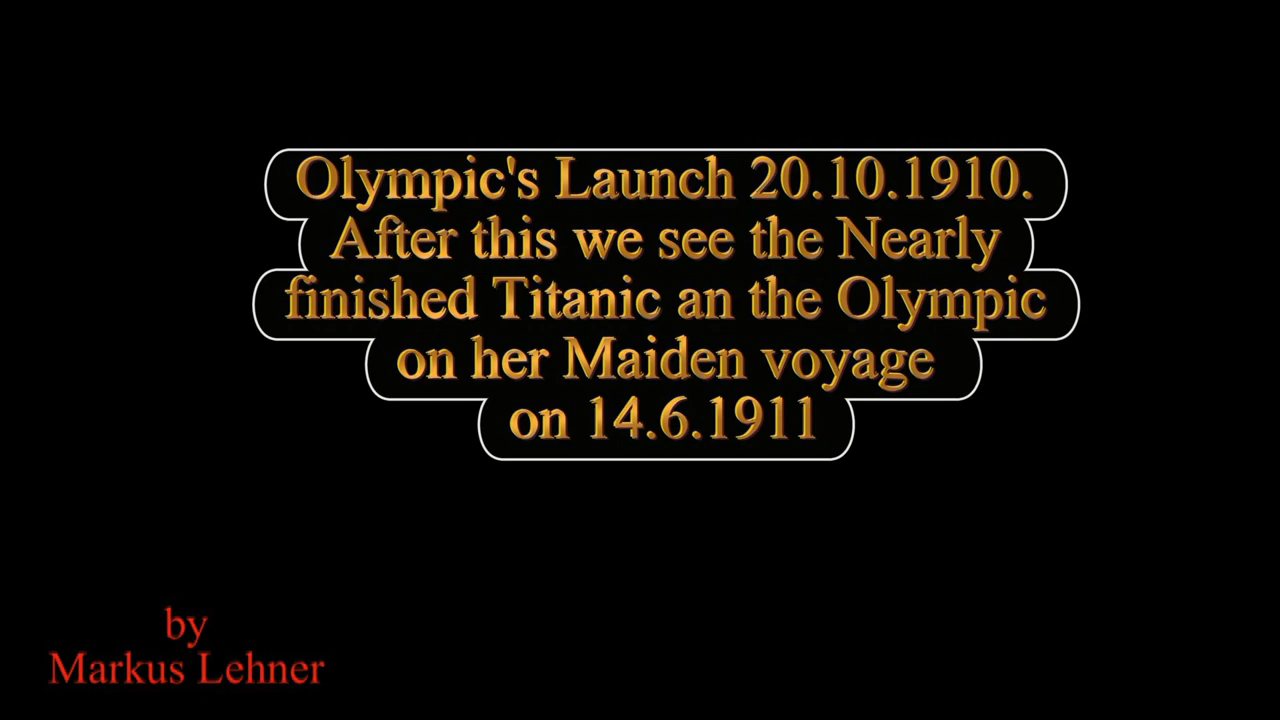 Olympic's Launch 20.10.1910.
After this we see the Nearly
finished Titanic an the Olympic
on her Maiden voyage
on 14.6.1911
by
Markus Lehner